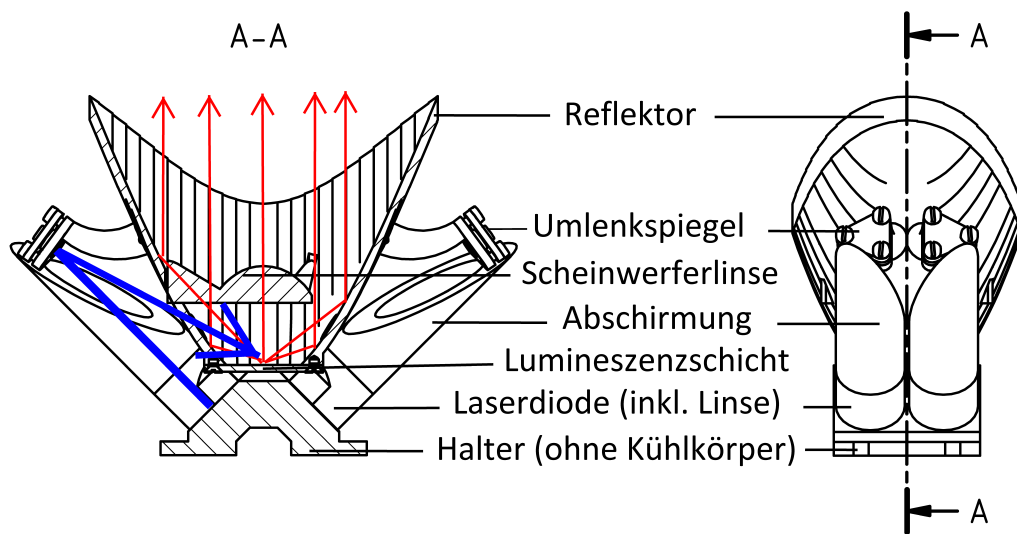 A-A
A
Reflektor
Umlenkspiegel
Scheinwerferlinse
Abschirmung
Lumineszenzschicht
Laserdiode (inkl. Linse)
Halter (ohne Kühlkörper)
A